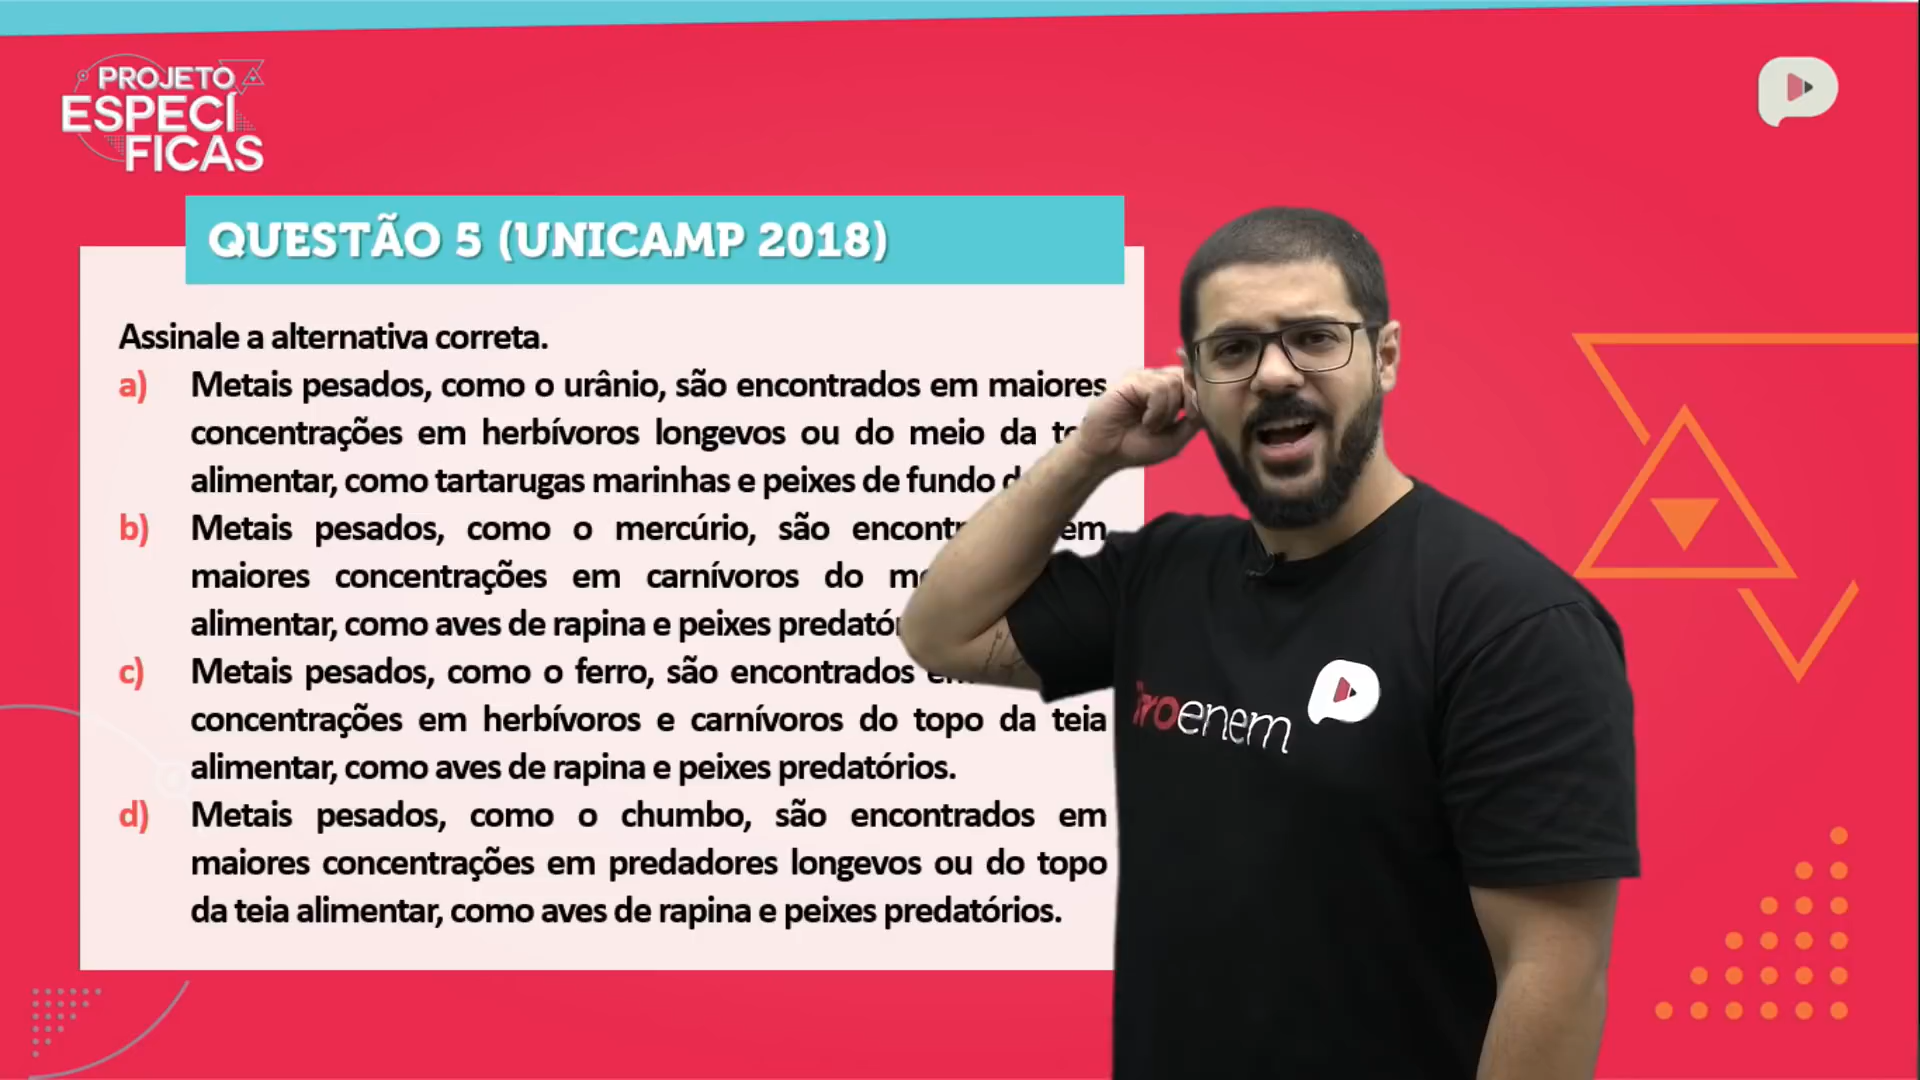 PROJETO
ESPECÍ
FICAS
QUESTÃO 5 (UNICAMP 2018)
Assinale a alternativa correta.
a) Metais pesados, como o urânio, são encontrados em maiores
concentrações em herbívoros longevos ou do meio da
alimentar, como tartarugas marinhas e peixes de fundo
b) Metais pesados, como o mercúrio, são em
maiores concentrações em carnívoros do
alimentar, como aves de rapina e peixes
c) Metais pesados, como o ferro, são encontrados
concentrações em herbívoros e carnívoros do topo da teia
alimentar, como aves de rapina e peixes predatórios.
d) Metais pesados, como o chumbo, são encontrados em
maiores concentrações em predadores longevos ou do topo
da teia alimentar, como aves de rapina e peixes predatórios.
Proenem